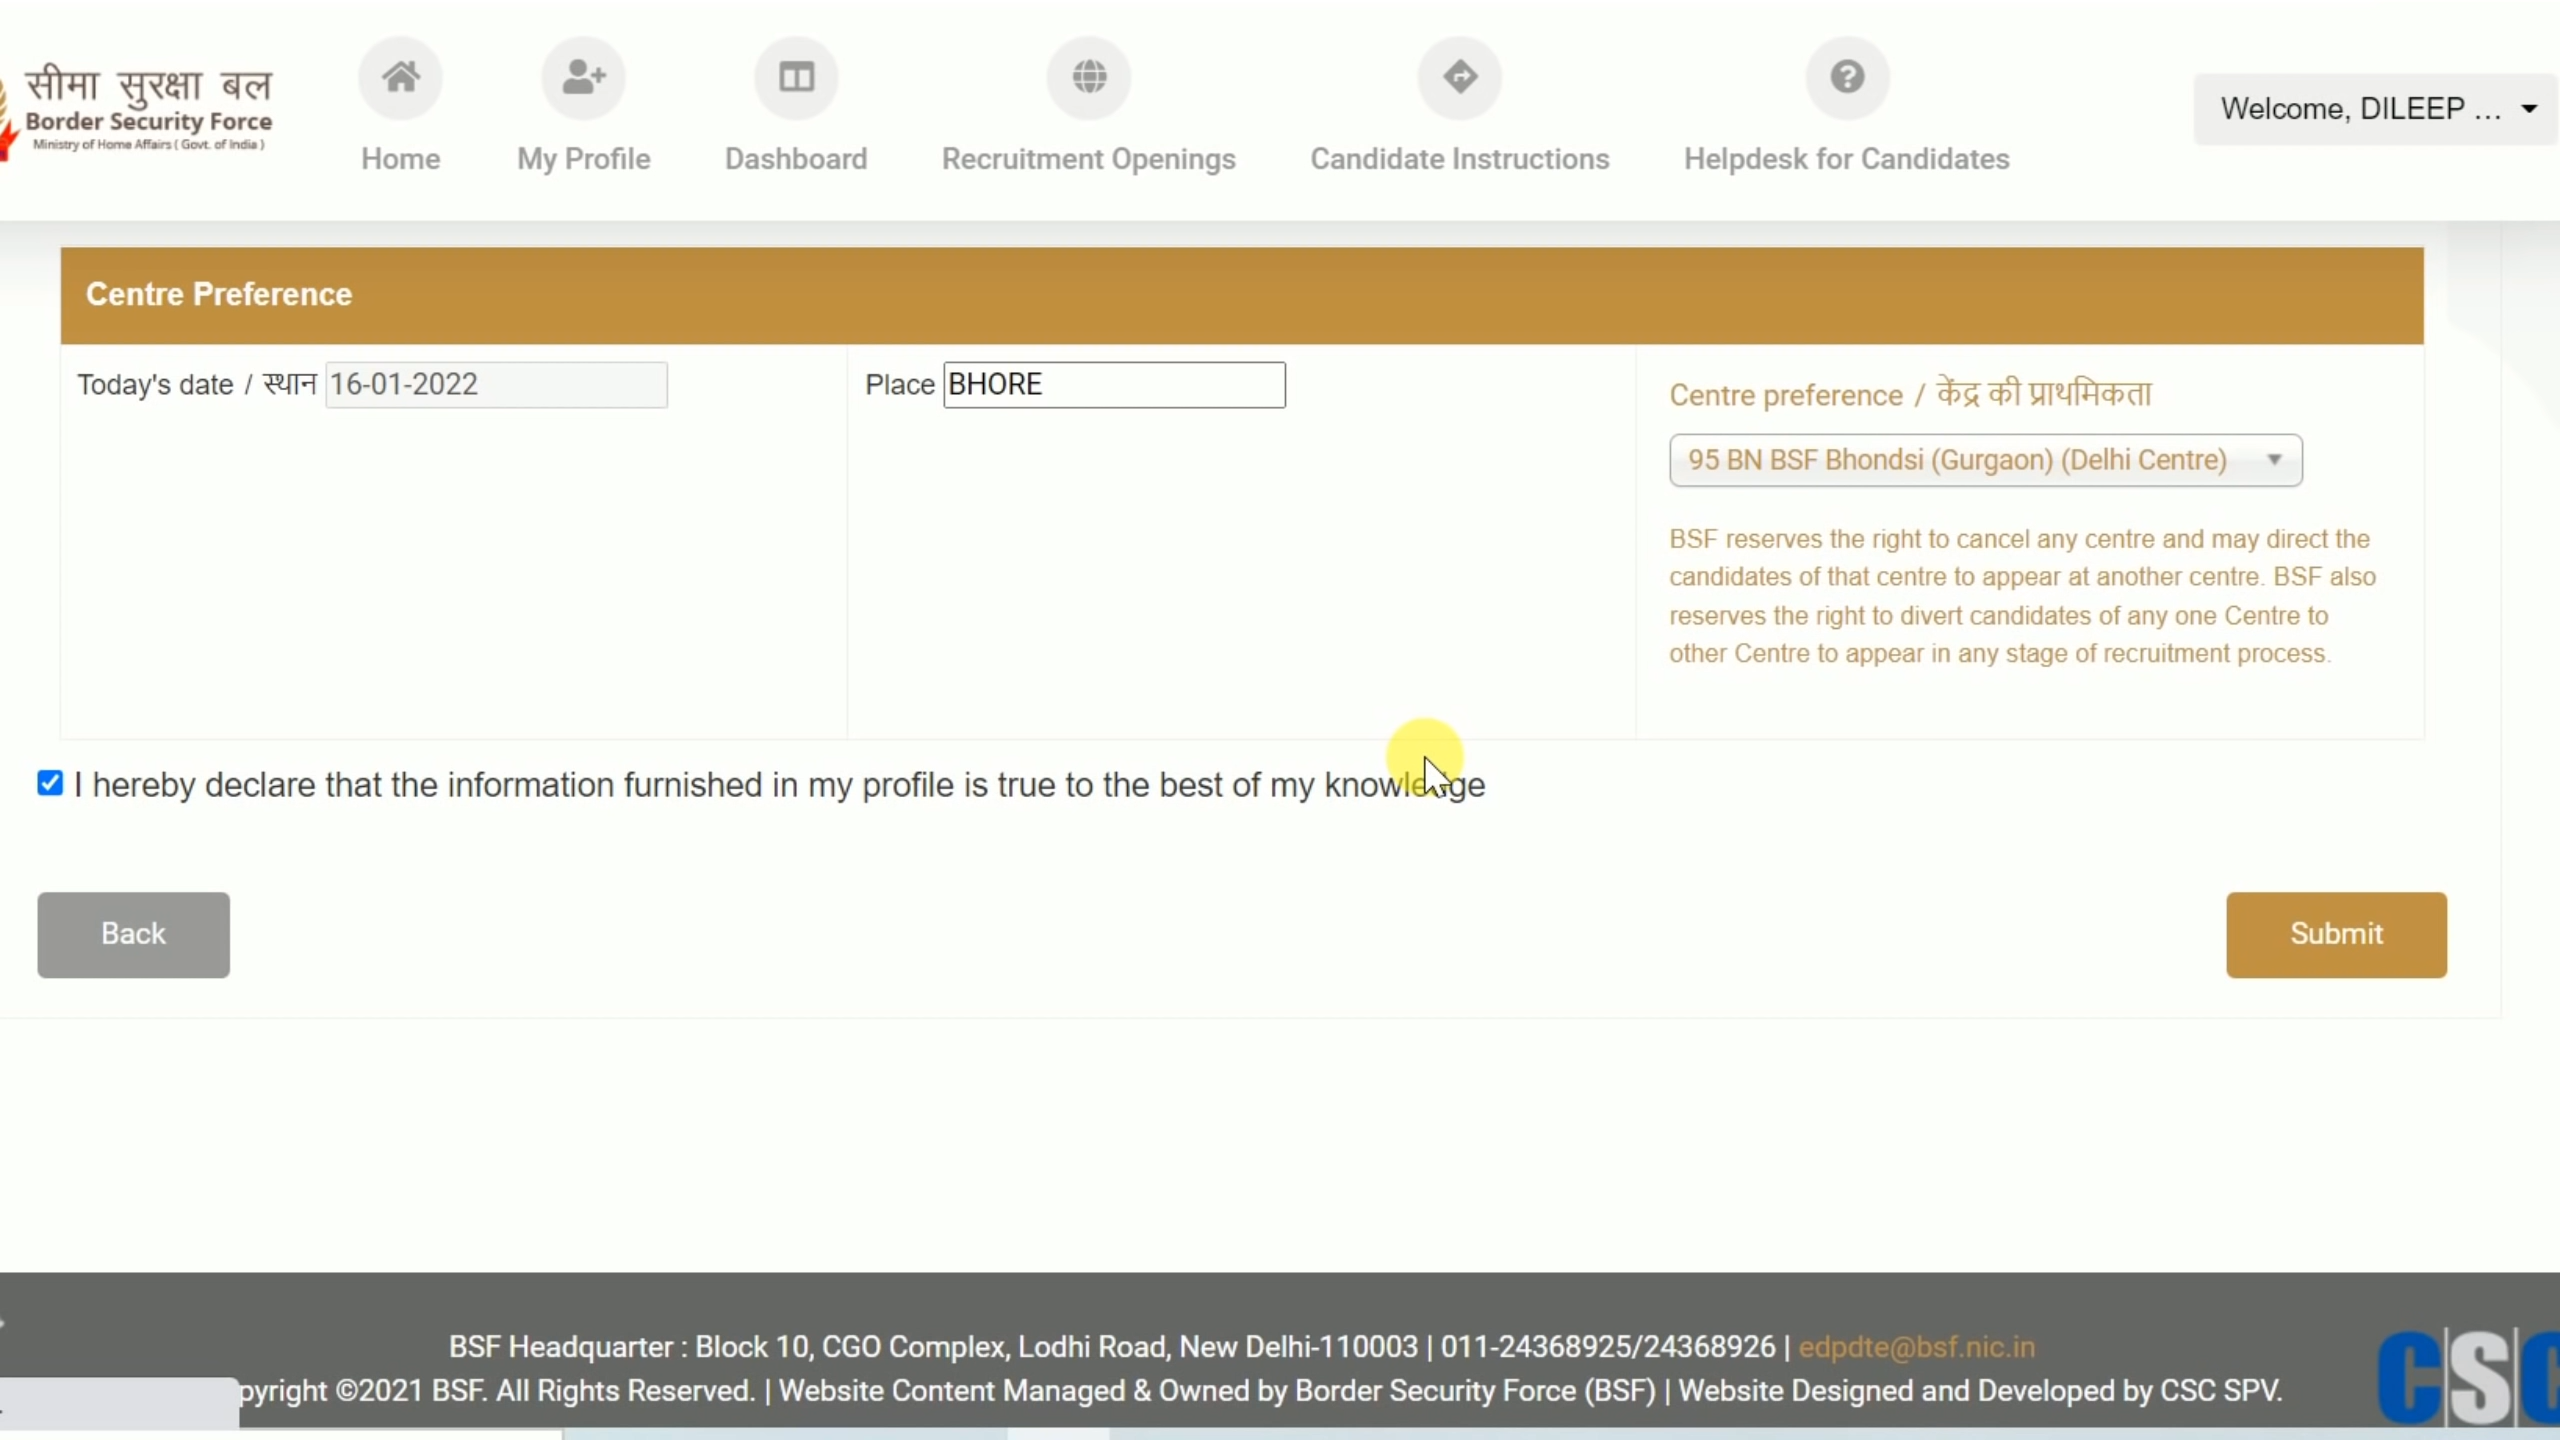 सीमा सुरक्षा बल
Border Security Force
Ministry of Home Affairs ( Govt. of India )
Home
My Profile
Dashboard
Recruitment Openings
Candidate Instructions
Helpdesk for Candidates
Welcome, DILEEP ...
Centre Preference
Today's date / स्थान 16-01-2022
Place BHORE
Centre preference / केंद्र की प्राथमिकता
95 BN BSF Bhondsi (Gurgaon) (Delhi Centre)
BSF reserves the right to cancel any centre and may direct the
candidates of that centre to appear at another centre. BSF also
reserves the right to divert candidates of any one Centre to
other Centre to appear in any stage of recruitment process.
I hereby declare that the information furnished in my profile is true to the best of my knowledge
Back
Submit
BSF Headquarter : Block 10, CGO Complex, Lodhi Road, New Delhi-110003 | 011-24368925/24368926 | edpdte@bsf.nic.in
pyright ©2021 BSF. All Rights Reserved. | Website Content Managed & Owned by Border Security Force (BSF) | Website Designed and Developed by CSC SPV.
CSC